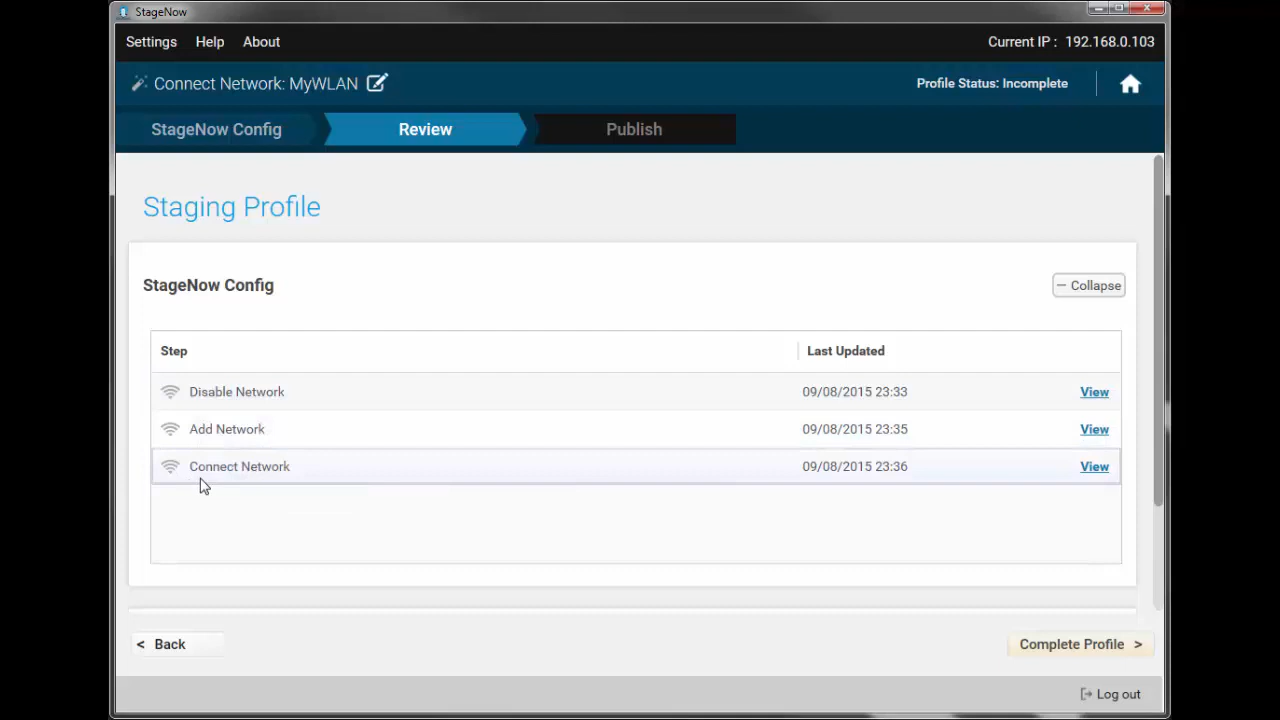 StageNow
Settings Help About Current IP : 192.168.0.103
Connect Network: MyWLAN Profile Status: Incomplete
StageNow Config Review Publish
Staging Profile
StageNow Config — Collapse
Step Last Updated
Disable Network 09/08/2015 23:33 View
Add Network 09/08/2015 23:35 View
Connect Network 09/08/2015 23:36 View
< Back Complete Profile >
Log out